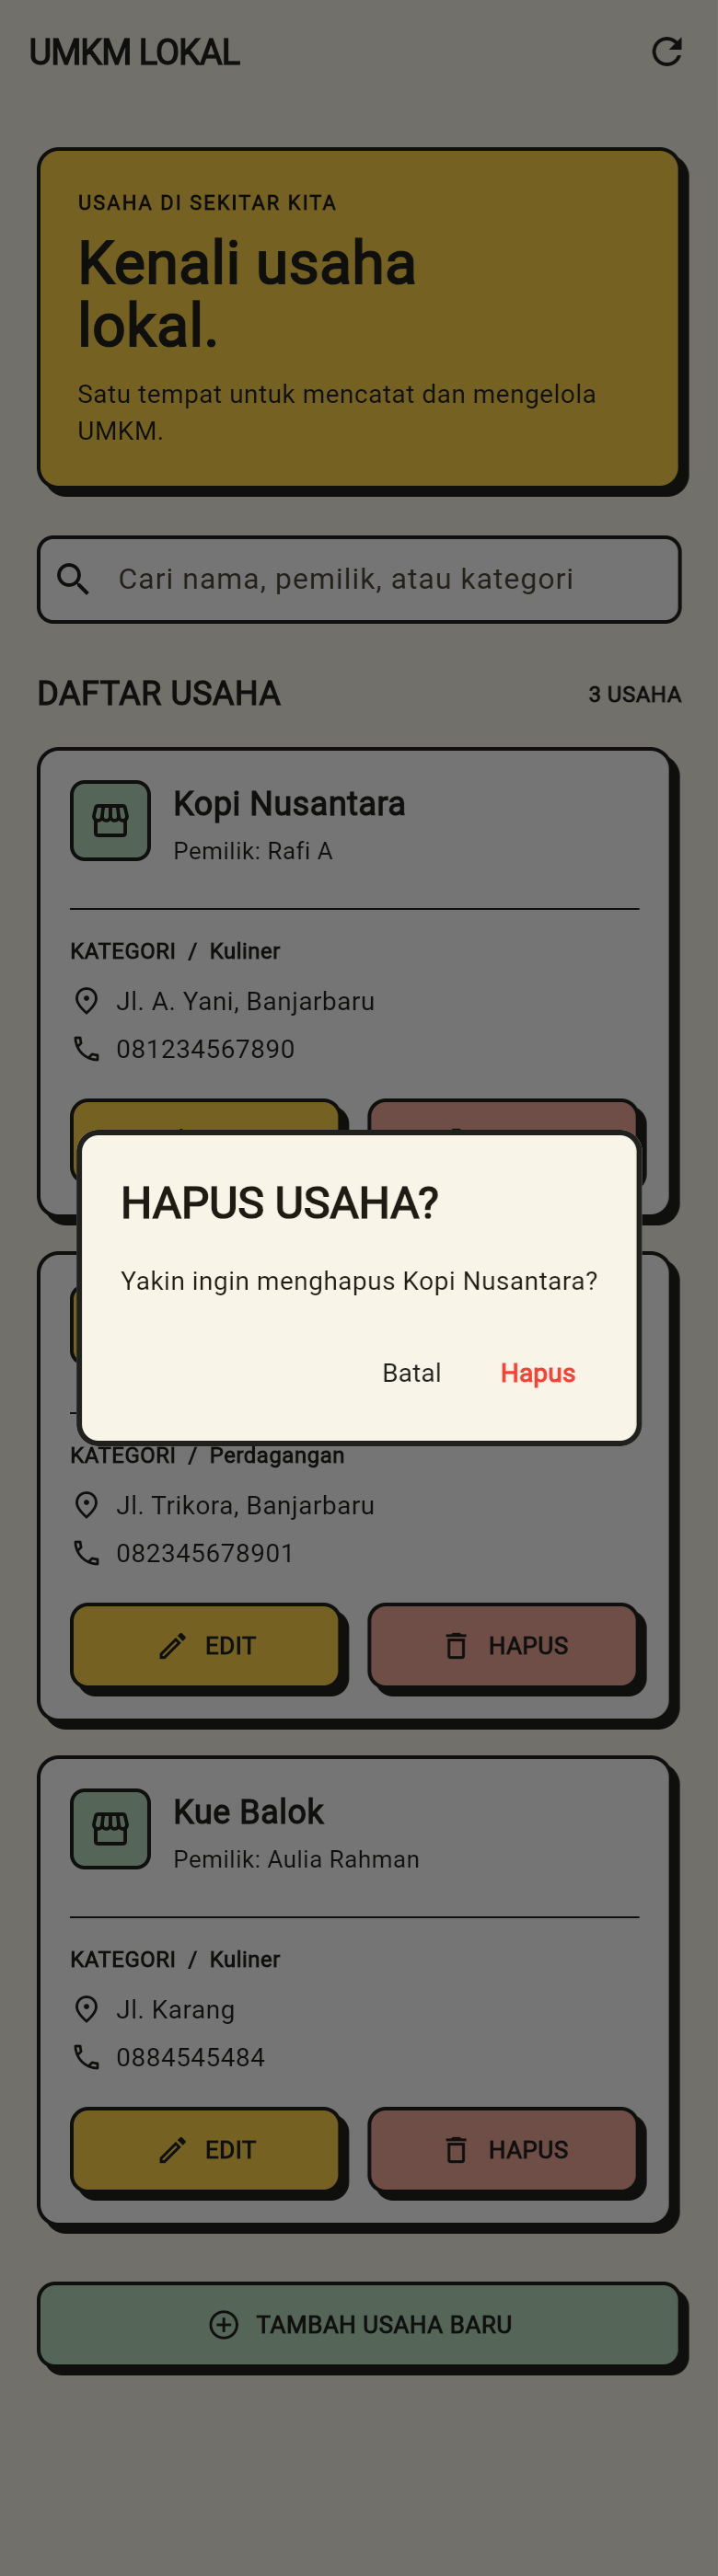 UMKM LOKAL
USAHA DI SEKITAR KITA
Kenali usaha
lokal.
Satu tempat untuk mencatat dan mengelola
UMKM.
Cari nama, pemilik, atau kategori
DAFTAR USAHA
3 USAHA
Kopi Nusantara
Pemilik: Rafi A
KATEGORI / Kuliner
Jl. A. Yani, Banjarbaru
081234567890
HAPUS USAHA?
Yakin ingin menghapus Kopi Nusantara?
Batal
Hapus
KATEGORI / Perdagangan
Jl. Trikora, Banjarbaru
082345678901
EDIT
HAPUS
Kue Balok
Pemilik: Aulia Rahman
KATEGORI / Kuliner
Jl. Karang
0884545484
EDIT
HAPUS
TAMBAH USAHA BARU